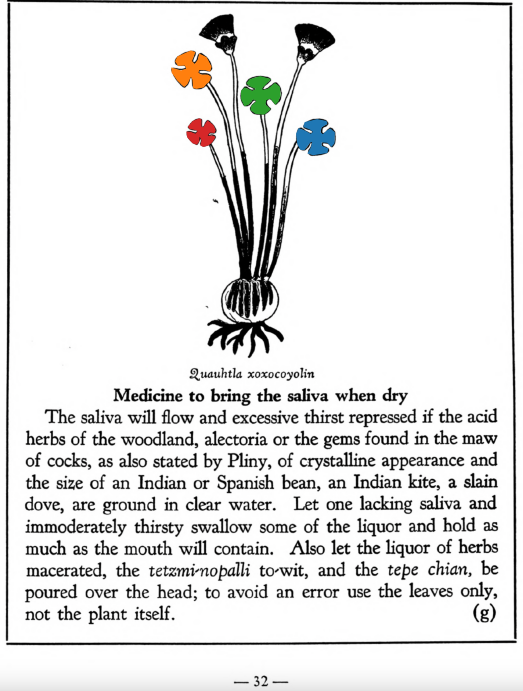 Quauhtla xoxocoyolin
Medicine to bring the saliva when dry
The saliva will flow and excessive thirst repressed if the acid
herbs of the woodland, alectoria or the gems found in the maw
of cocks, as also stated by Pliny, of crystalline appearance and
the size of an Indian or Spanish bean, an Indian kite, a slain
dove, are ground in clear water. Let one lacking saliva and
immoderately thirsty swallow some of the liquor and hold as
much as the mouth will contain. Also let the liquor of herbs
macerated, the tetzmi-nopalli to-wit, and the tepe chian, be
poured over the head; to avoid an error use the leaves only,
not the plant itself. (g)
— 32 —